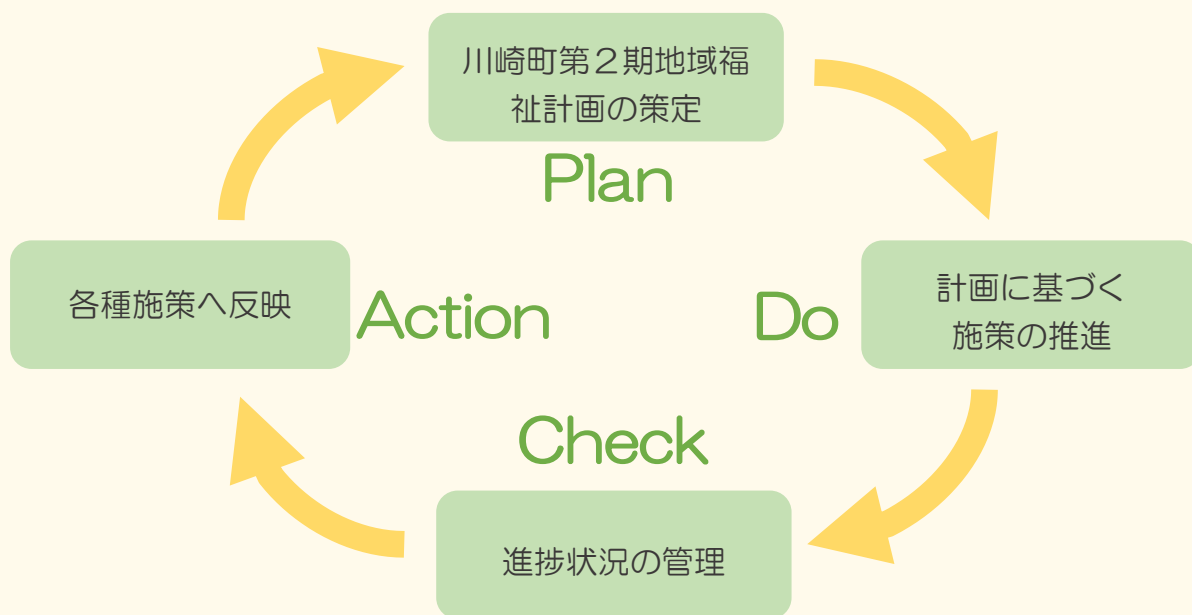 川崎町第２期地域福
祉計画の策定
Plan
各種施策へ反映
Action
Do
計画に基づく
施策の推進
Check
進捗状況の管理